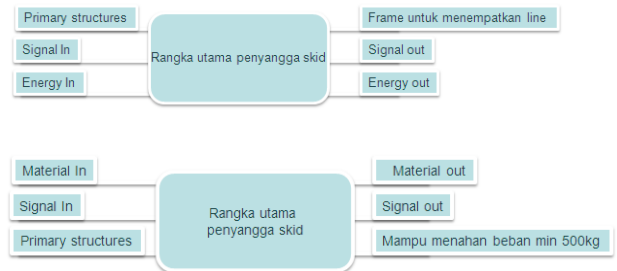 Primary structures
Frame untuk menempatkan line
Signal In
Rangka utama penyangga skid
Signal out
Energy In
Energy out
Material In
Material out
Signal In
Rangka utama
penyangga skid
Signal out
Primary structures
Mampu menahan beban min 500kg